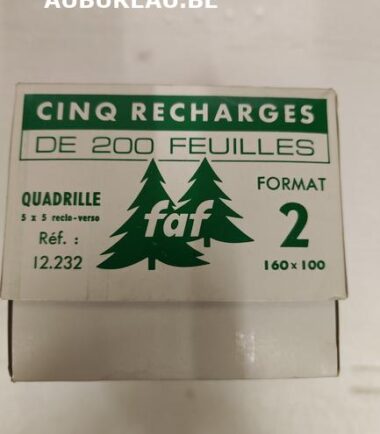 AUBUREAU.BE
CINQ RECHARGES
DE 200 FEUILLES
QUADRILLE
5 x 5 recto-verso
Réf. :
12.232
faf
FORMAT
2
160 x 100